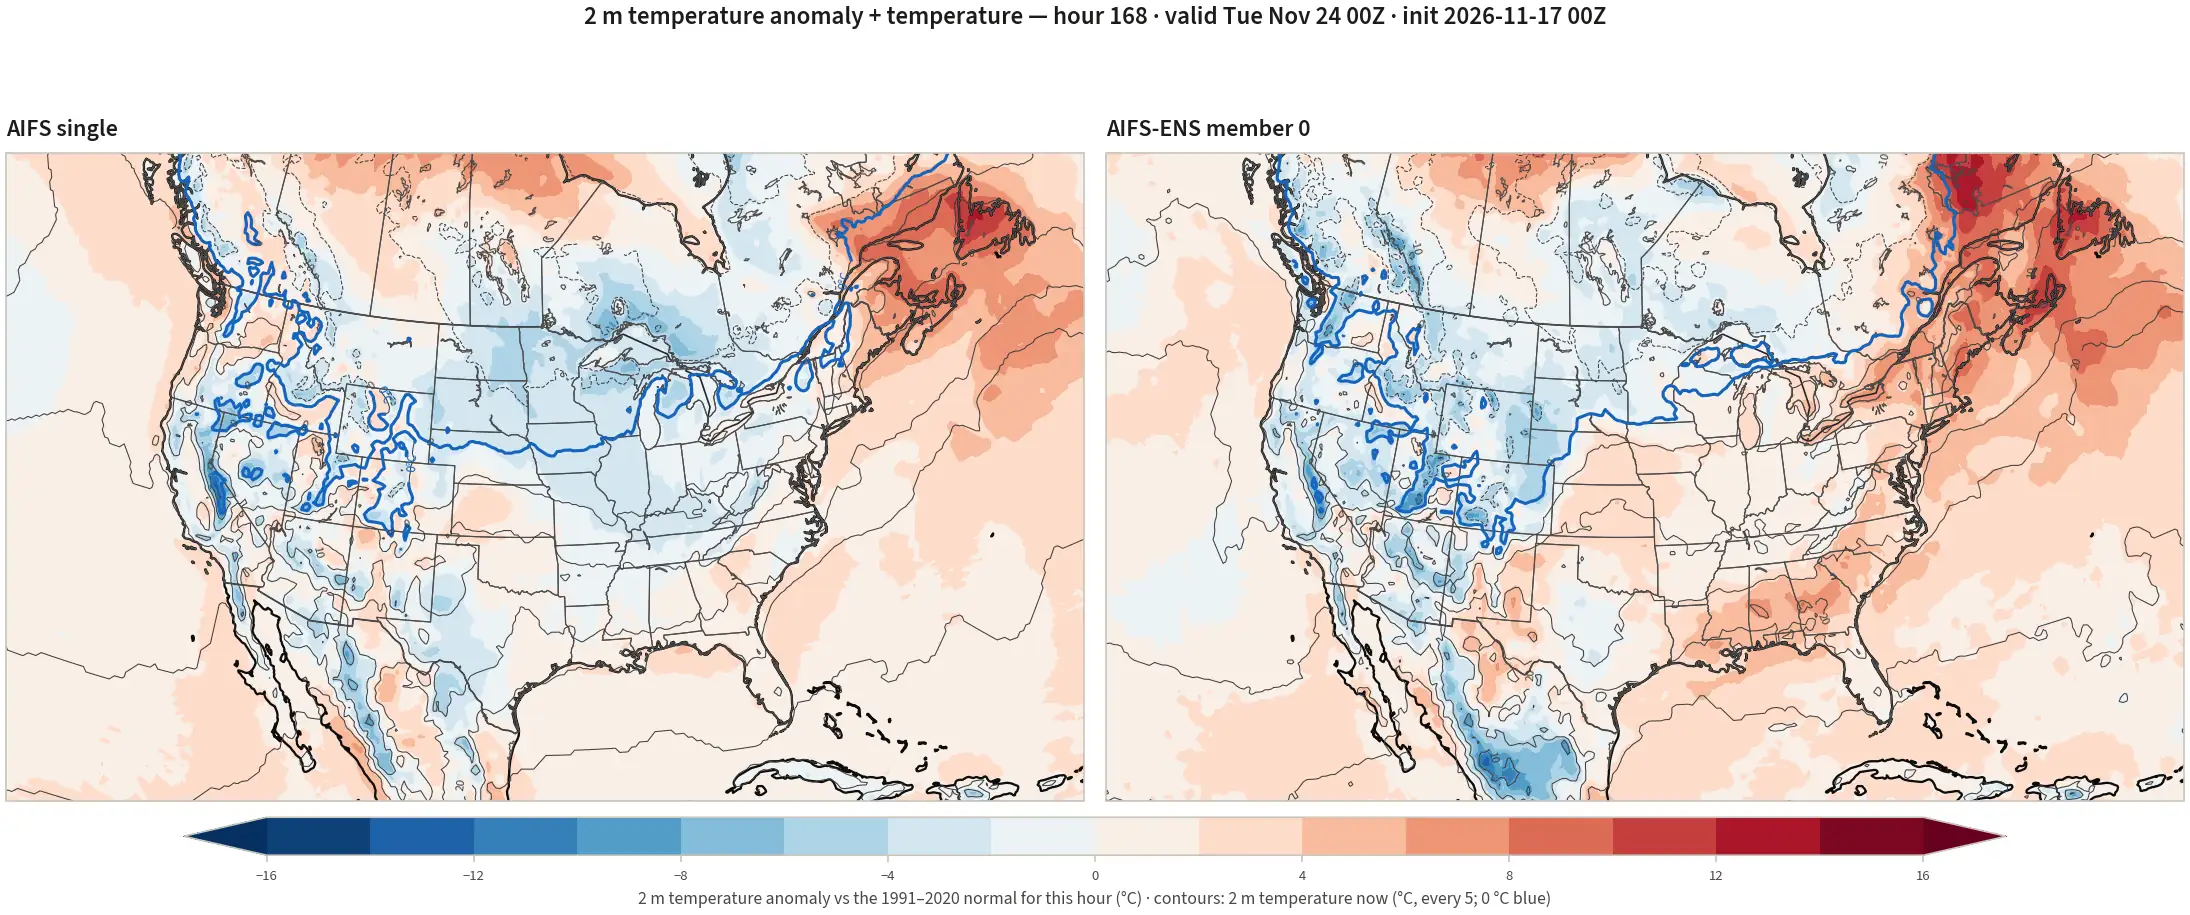 2 m temperature anomaly + temperature — hour 168 · valid Tue Nov 24 00Z · init 2026-11-17 00Z
AIFS single
AIFS-ENS member 0
−16 −12 −8 −4 0 4 8 12 16
2 m temperature anomaly vs the 1991–2020 normal for this hour (°C) · contours: 2 m temperature now (°C, every 5; 0 °C blue)